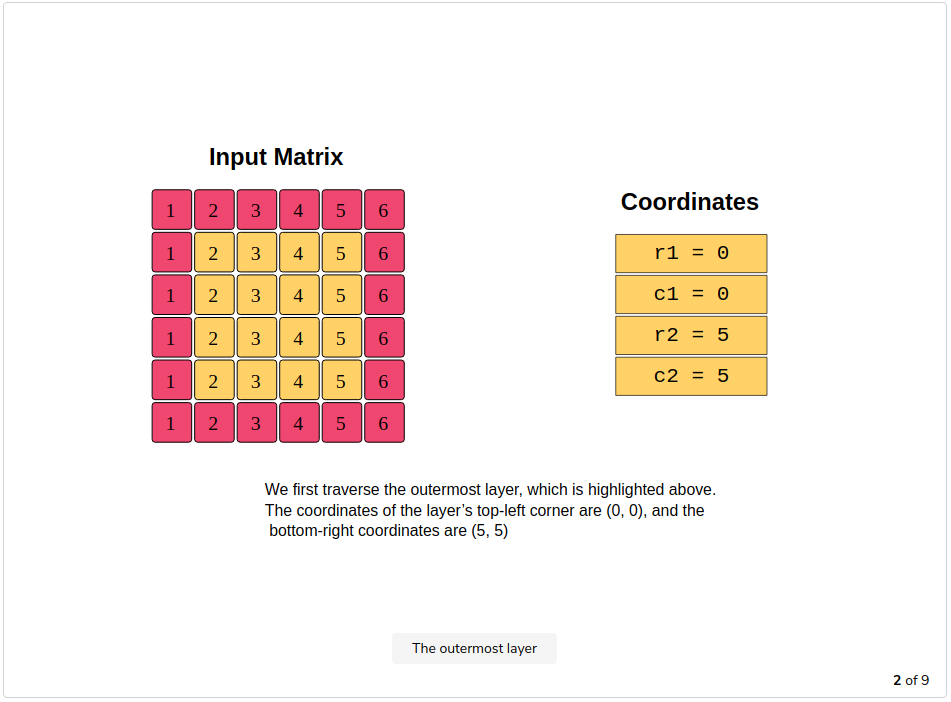 Input Matrix
1 2 3 4 5 6
1 2 3 4 5 6
1 2 3 4 5 6
1 2 3 4 5 6
1 2 3 4 5 6
1 2 3 4 5 6
Coordinates
r1 = 0
c1 = 0
r2 = 5
c2 = 5
We first traverse the outermost layer, which is highlighted above.
The coordinates of the layer’s top-left corner are (0, 0), and the
bottom-right coordinates are (5, 5)
The outermost layer
2 of 9